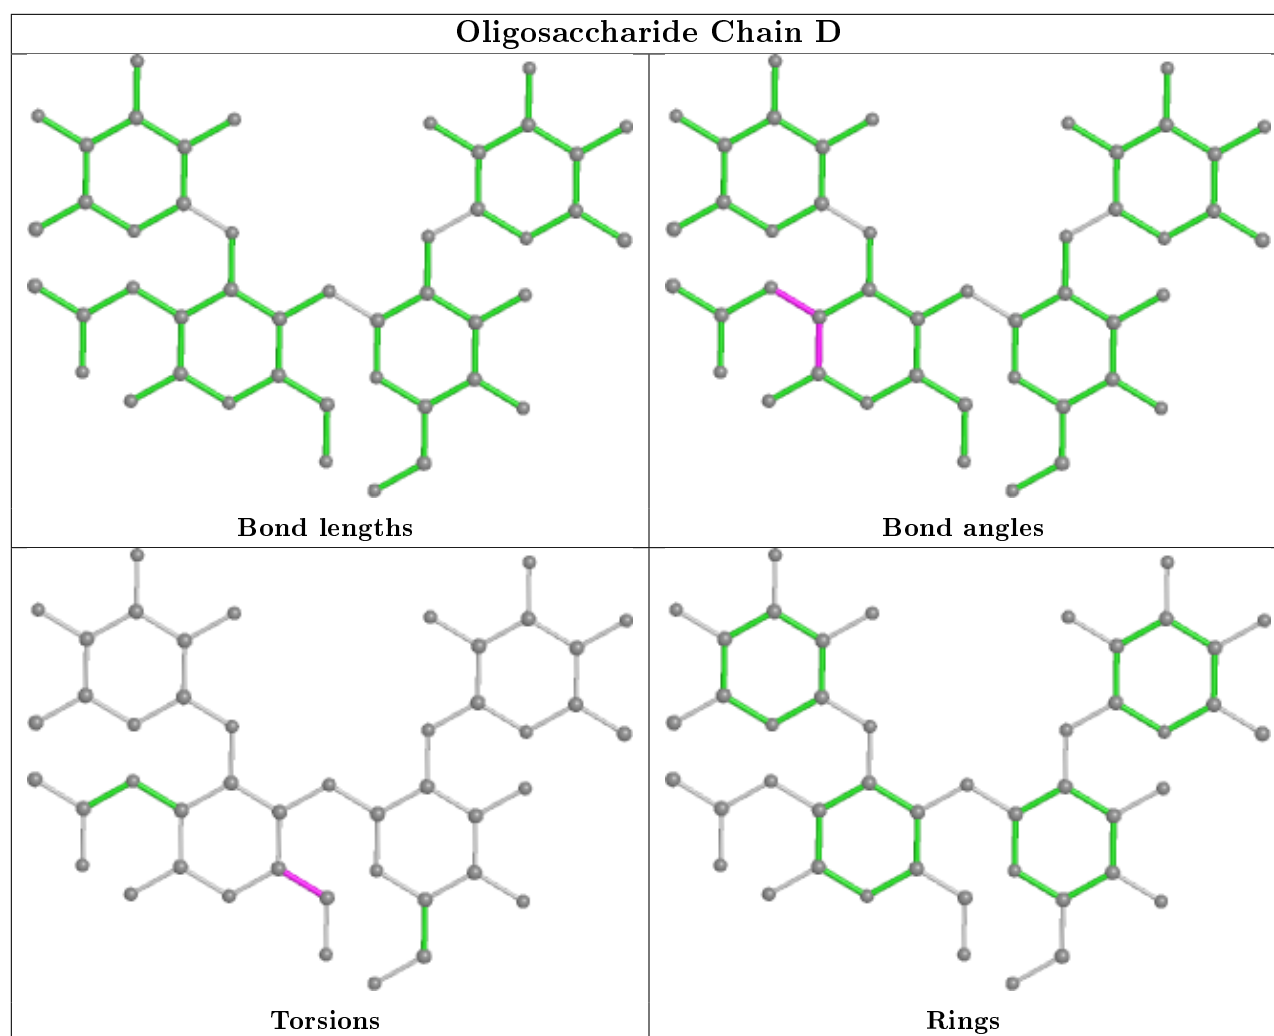 Oligosaccharide Chain D
Bond lengths
Bond angles
Torsions
Rings